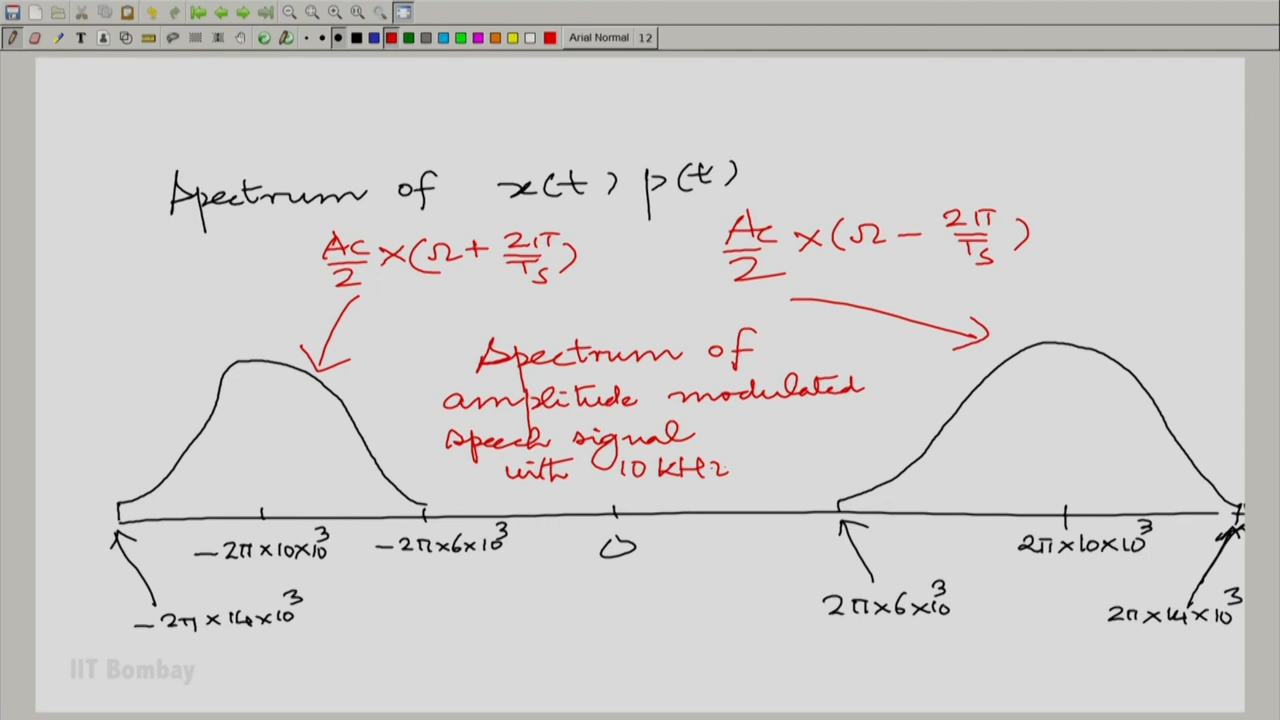 Arial Normal 12
Spectrum of x(t) p(t)
Ac/2 X(Ω + 2π/Ts)
Ac/2 X(Ω − 2π/Ts)
Spectrum of
amplitude modulated
speech signal
with 10 kHz
−2π×10×10³ −2π×6×10³ 0 2π×10×10³
−2π×14×10³ 2π×6×10³ 2π×14×10³
IIT Bombay